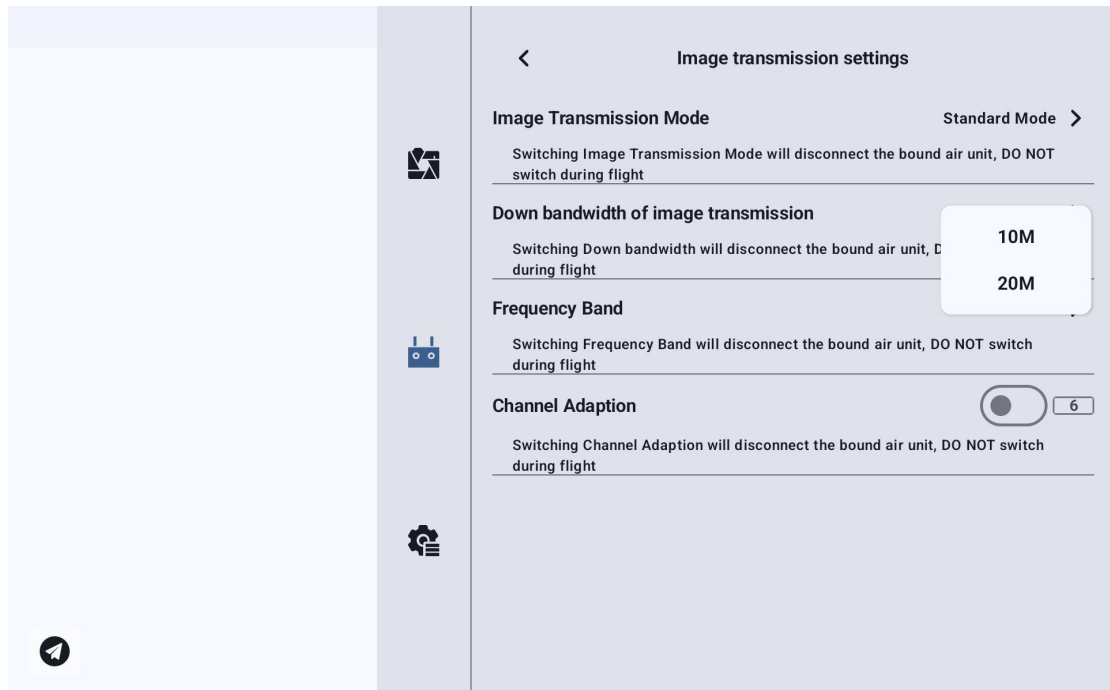 Image transmission settings
Image Transmission Mode
Standard Mode
Switching Image Transmission Mode will disconnect the bound air unit, DO NOT
switch during flight
Down bandwidth of image transmission
Switching Down bandwidth will disconnect the bound air unit,
during flight
10M
20M
Frequency Band
Switching Frequency Band will disconnect the bound air unit, DO NOT switch
during flight
Channel Adaption
6
Switching Channel Adaption will disconnect the bound air unit, DO NOT switch
during flight